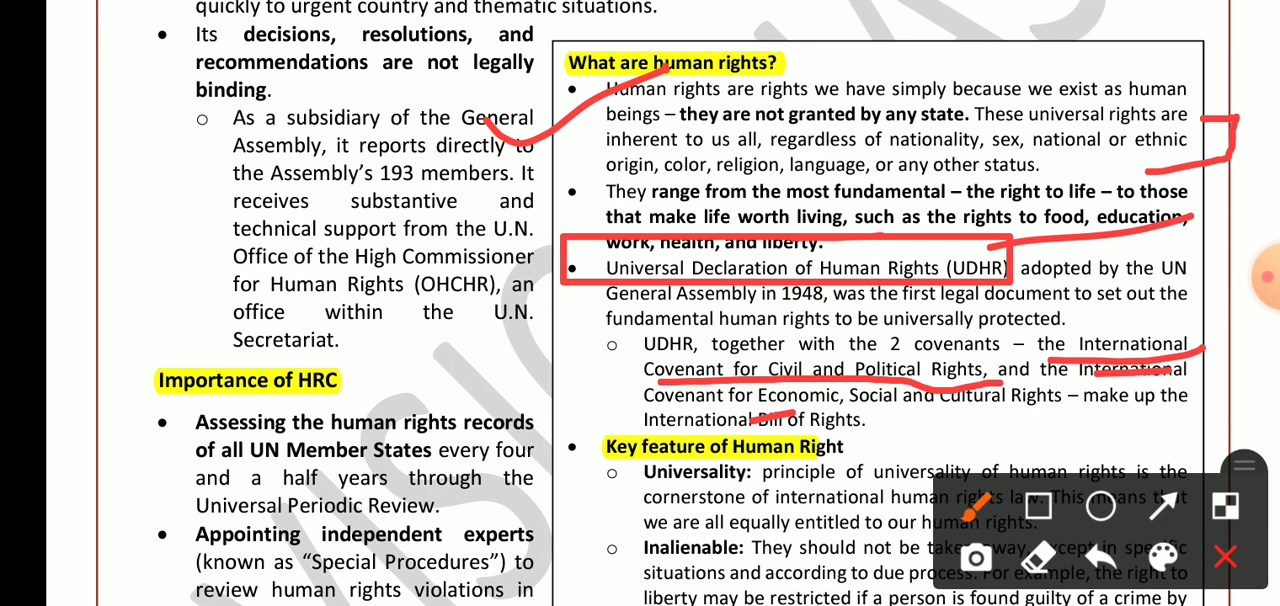 quickly to urgent country and thematic situations.
• Its decisions, resolutions, and
recommendations are not legally
binding.
o As a subsidiary of the General
Assembly, it reports directly to
the Assembly's 193 members. It
receives substantive and
technical support from the U.N.
Office of the High Commissioner
for Human Rights (OHCHR), an
office within the U.N.
Secretariat.
Importance of HRC
• Assessing the human rights records
of all UN Member States every four
and a half years through the
Universal Periodic Review.
• Appointing independent experts
(known as “Special Procedures”) to
review human rights violations in
What are human rights?
• Human rights are rights we have simply because we exist as human
beings – they are not granted by any state. These universal rights are
inherent to us all, regardless of nationality, sex, national or ethnic
origin, color, religion, language, or any other status.
• They range from the most fundamental – the right to life – to those
that make life worth living, such as the rights to food, education,
work, health, and liberty.
• Universal Declaration of Human Rights (UDHR) adopted by the UN
General Assembly in 1948, was the first legal document to set out the
fundamental human rights to be universally protected.
o UDHR, together with the 2 covenants – the International
Covenant for Civil and Political Rights, and the International
Covenant for Economic, Social and Cultural Rights – make up the
International Bill of Rights.
• Key feature of Human Right
o Universality: principle of universality of human rights is the
cornerstone of international human rights law. This means that
we are all equally entitled to our human rights.
o Inalienable: They should not be taken away, except in specific
situations and according to due process. For example, the right to
liberty may be restricted if a person is found guilty of a crime by